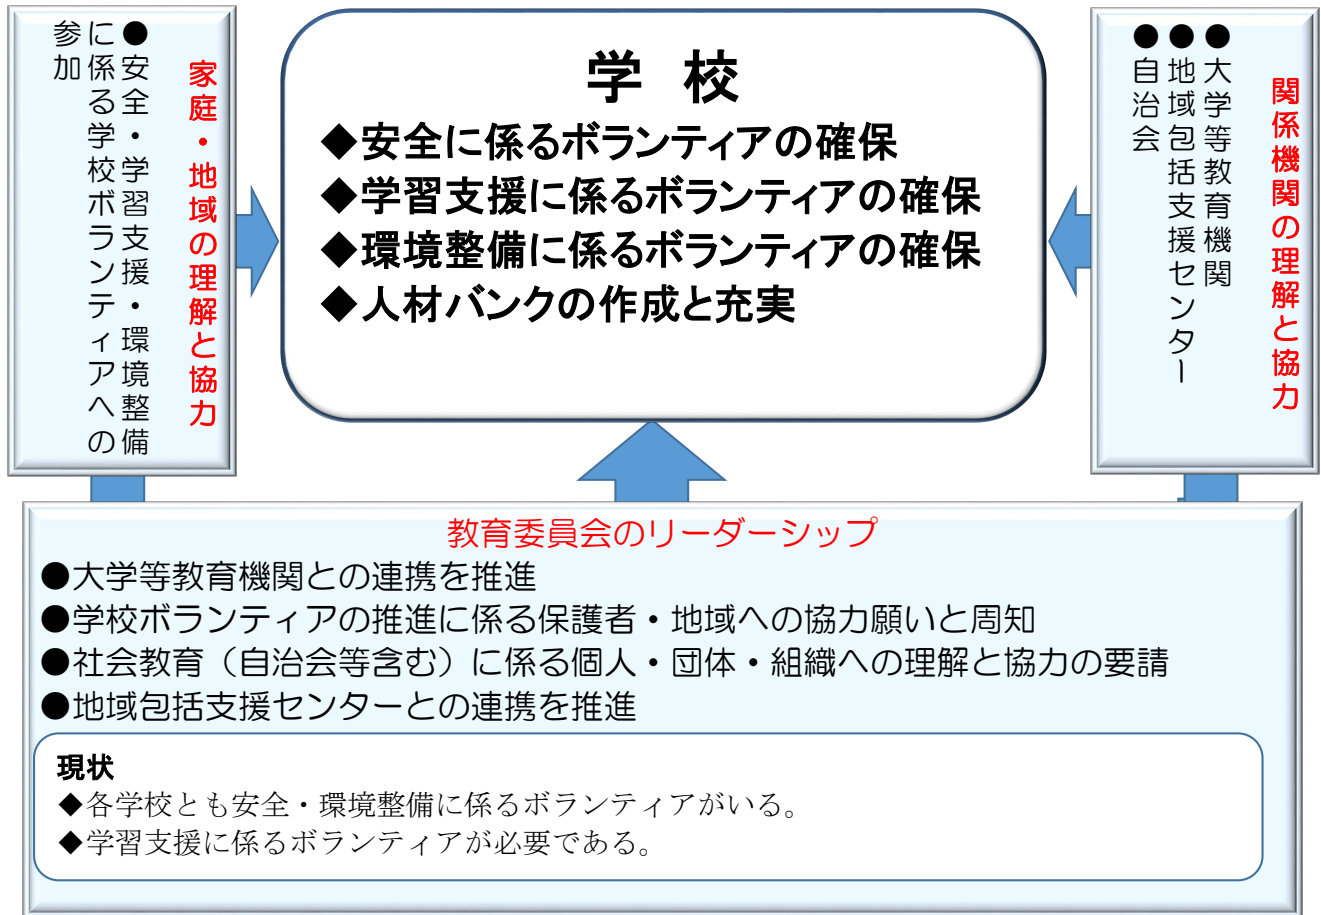 家庭・地域の理解と協力
●安全・学習支援・環境整備
に係る学校ボランティアへの
参加
学 校
◆安全に係るボランティアの確保
◆学習支援に係るボランティアの確保
◆環境整備に係るボランティアの確保
◆人材バンクの作成と充実
関係機関の理解と協力
●大学等教育機関
●地域包括支援センター
●自治会
教育委員会のリーダーシップ
●大学等教育機関との連携を推進
●学校ボランティアの推進に係る保護者・地域への協力願いと周知
●社会教育（自治会等含む）に係る個人・団体・組織への理解と協力の要請
●地域包括支援センターとの連携を推進
現状
◆各学校とも安全・環境整備に係るボランティアがいる。
◆学習支援に係るボランティアが必要である。